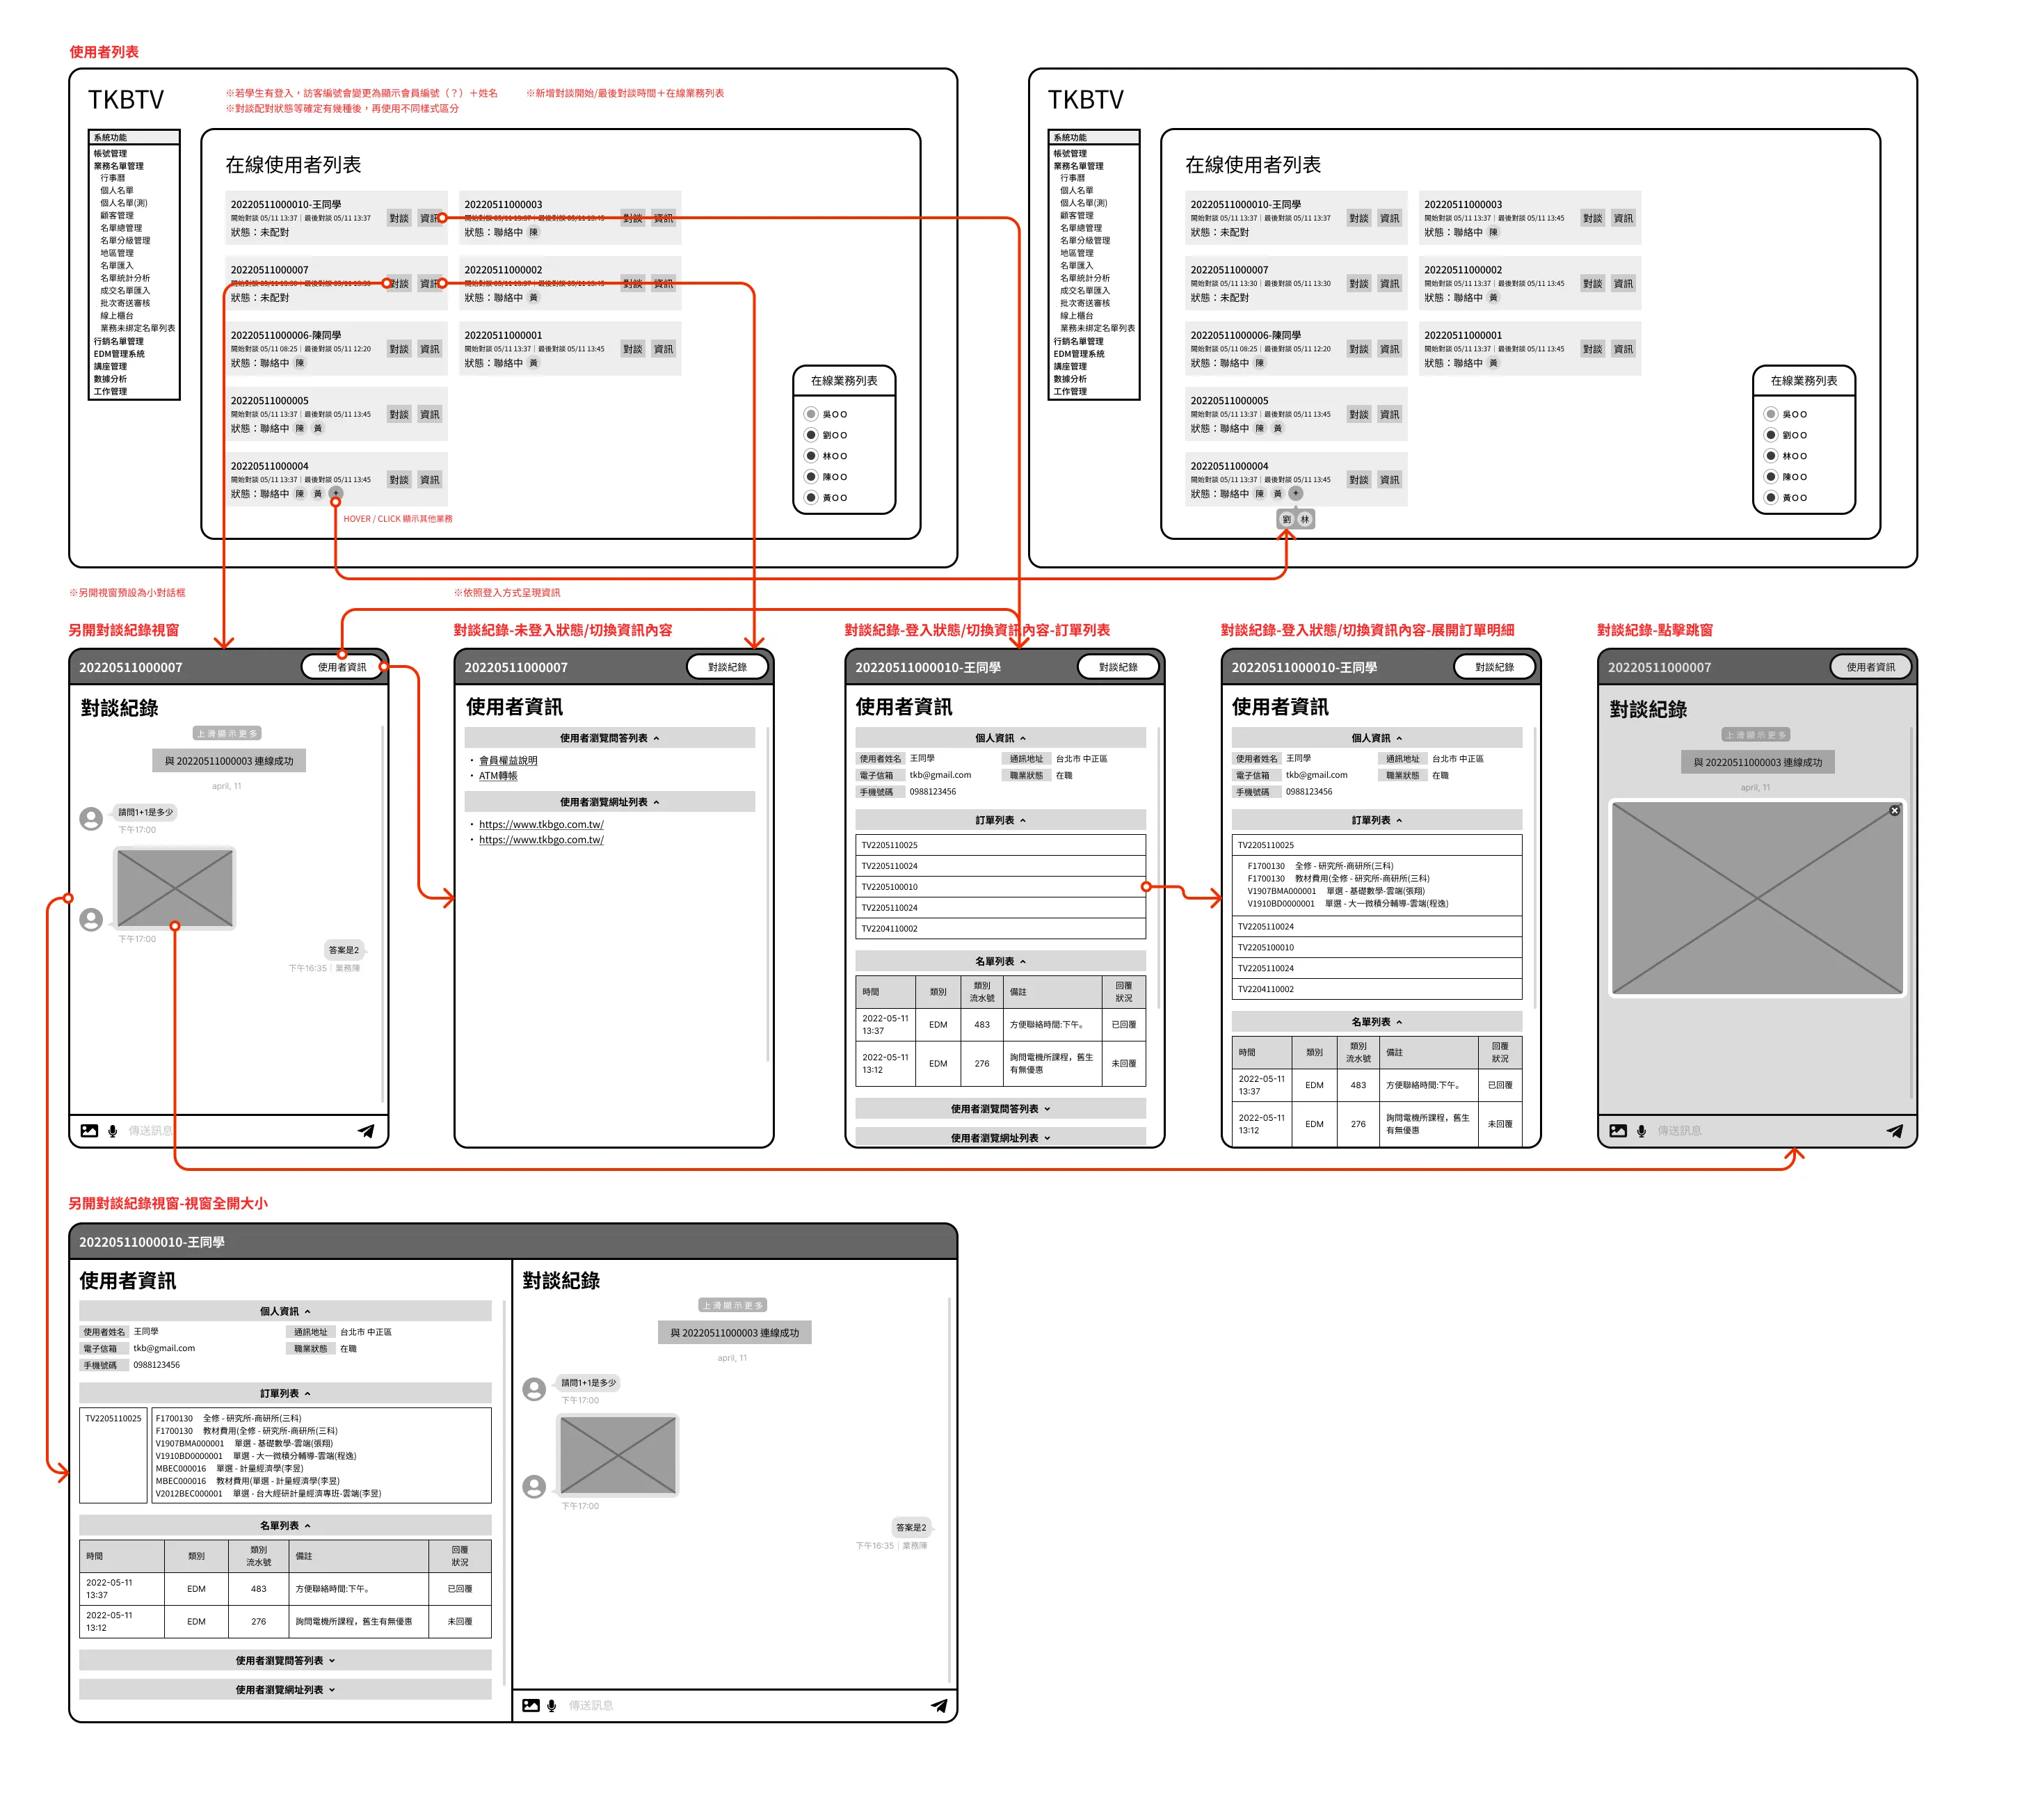 使用者列表
TKBTV
※若學生有登入，訪客編號會變更為顯示會員編號（？）＋姓名
※新增對談開始/最後對談時間＋在線業務列表
※對談配對狀態等確定有幾種後，再使用不同樣式區分
系統功能
帳號管理
業務名單管理
行事曆
個人名單
個人名單(測)
顧客管理
名單總管理
名單分級管理
地區管理
名單匯入
名單統計分析
成交名單匯入
批次寄送審核
線上櫃台
業務未綁定名單列表
行銷名單管理
EDM管理系統
講座管理
數據分析
工作管理
在線使用者列表
20220511000010-王同學
開始對談 05/11 13:37｜最後對談 05/11 13:37
狀態：未配對
對談 資訊
20220511000003
開始對談 05/11 13:37｜最後對談 05/11 13:45
狀態：聯絡中 陳
對談 資訊
20220511000007
開始對談 05/11 13:30｜最後對談 05/11 13:30
狀態：未配對
對談 資訊
20220511000002
開始對談 05/11 13:37｜最後對談 05/11 13:45
狀態：聯絡中 黃
對談 資訊
20220511000006-陳同學
開始對談 05/11 08:25｜最後對談 05/11 12:20
狀態：聯絡中 陳
對談 資訊
20220511000001
開始對談 05/11 13:37｜最後對談 05/11 13:45
狀態：聯絡中 黃
對談 資訊
20220511000005
開始對談 05/11 13:37｜最後對談 05/11 13:45
狀態：聯絡中 陳 黃
對談 資訊
20220511000004
開始對談 05/11 13:37｜最後對談 05/11 13:45
狀態：聯絡中 陳 黃 +
對談 資訊
HOVER / CLICK 顯示其他業務
在線業務列表
吳OO
劉OO
林OO
陳OO
黃OO
TKBTV
系統功能
帳號管理
業務名單管理
行事曆
個人名單
個人名單(測)
顧客管理
名單總管理
名單分級管理
地區管理
名單匯入
名單統計分析
成交名單匯入
批次寄送審核
線上櫃台
業務未綁定名單列表
行銷名單管理
EDM管理系統
講座管理
數據分析
工作管理
在線使用者列表
20220511000010-王同學
開始對談 05/11 13:37｜最後對談 05/11 13:37
狀態：未配對
對談 資訊
20220511000003
開始對談 05/11 13:37｜最後對談 05/11 13:45
狀態：聯絡中 陳
對談 資訊
20220511000007
開始對談 05/11 13:30｜最後對談 05/11 13:30
狀態：未配對
對談 資訊
20220511000002
開始對談 05/11 13:37｜最後對談 05/11 13:45
狀態：聯絡中 黃
對談 資訊
20220511000006-陳同學
開始對談 05/11 08:25｜最後對談 05/11 12:20
狀態：聯絡中 陳
對談 資訊
20220511000001
開始對談 05/11 13:37｜最後對談 05/11 13:45
狀態：聯絡中 黃
對談 資訊
20220511000005
開始對談 05/11 13:37｜最後對談 05/11 13:45
狀態：聯絡中 陳 黃
對談 資訊
20220511000004
開始對談 05/11 13:37｜最後對談 05/11 13:45
狀態：聯絡中 陳 黃 +
對談 資訊
劉 林
在線業務列表
吳OO
劉OO
林OO
陳OO
黃OO
※另開視窗預設為小對話框
※依照登入方式呈現資訊
另開對談紀錄視窗
20220511000007
使用者資訊
對談紀錄
上滑顯示更多
與 20220511000003 連線成功
april, 11
請問1+1是多少
下午17:00
下午17:00
答案是2
下午16:35｜業務陳
傳送訊息
對談紀錄-未登入狀態/切換資訊內容
20220511000007
對談紀錄
使用者資訊
使用者瀏覽問答列表
・ 會員權益說明
・ ATM轉帳
使用者瀏覽網址列表
・ https://www.tkbgo.com.tw/
・ https://www.tkbgo.com.tw/
對談紀錄-登入狀態/切換資訊內容-訂單列表
20220511000010-王同學
對談紀錄
使用者資訊
個人資訊
使用者姓名 王同學 通訊地址 台北市 中正區
電子信箱 tkb@gmail.com 職業狀態 在職
手機號碼 0988123456
訂單列表
TV2205110025
TV2205110024
TV2205100010
TV2205110024
TV2204110002
名單列表
時間 類別 類別流水號 備註 回覆狀況
2022-05-11 13:37 EDM 483 方便聯絡時間:下午。 已回覆
2022-05-11 13:12 EDM 276 詢問電機所課程，舊生有無優惠 未回覆
使用者瀏覽問答列表
使用者瀏覽網址列表
對談紀錄-登入狀態/切換資訊內容-展開訂單明細
20220511000010-王同學
對談紀錄
使用者資訊
個人資訊
使用者姓名 王同學 通訊地址 台北市 中正區
電子信箱 tkb@gmail.com 職業狀態 在職
手機號碼 0988123456
訂單列表
TV2205110025
F1700130 全修 - 研究所-商研所(三科)
F1700130 教材費用(全修 - 研究所-商研所(三科)
V1907BMA000001 單選 - 基礎數學-雲端(張翔)
V1910BD0000001 單選 - 大一微積分輔導-雲端(程逸)
TV2205110024
TV2205100010
TV2205110024
TV2204110002
名單列表
時間 類別 類別流水號 備註 回覆狀況
2022-05-11 13:37 EDM 483 方便聯絡時間:下午。 已回覆
2022-05-11 13:12 EDM 276 詢問電機所課程，舊生有無優惠 未回覆
對談紀錄-點擊跳窗
20220511000007
使用者資訊
對談紀錄
上滑顯示更多
與 20220511000003 連線成功
april, 11
傳送訊息
另開對談紀錄視窗-視窗全開大小
20220511000010-王同學
使用者資訊
個人資訊
使用者姓名 王同學 通訊地址 台北市 中正區
電子信箱 tkb@gmail.com 職業狀態 在職
手機號碼 0988123456
訂單列表
TV2205110025
F1700130 全修 - 研究所-商研所(三科)
F1700130 教材費用(全修 - 研究所-商研所(三科)
V1907BMA000001 單選 - 基礎數學-雲端(張翔)
V1910BD0000001 單選 - 大一微積分輔導-雲端(程逸)
MBEC000016 單選 - 計量經濟學(李昱)
MBEC000016 教材費用(單選 - 計量經濟學(李昱)
V2012BEC000001 單選 - 台大經研計量經濟專班-雲端(李昱)
名單列表
時間 類別 類別流水號 備註 回覆狀況
2022-05-11 13:37 EDM 483 方便聯絡時間:下午。 已回覆
2022-05-11 13:12 EDM 276 詢問電機所課程，舊生有無優惠 未回覆
使用者瀏覽問答列表
使用者瀏覽網址列表
對談紀錄
上滑顯示更多
與 20220511000003 連線成功
april, 11
請問1+1是多少
下午17:00
下午17:00
答案是2
下午16:35｜業務陳
傳送訊息